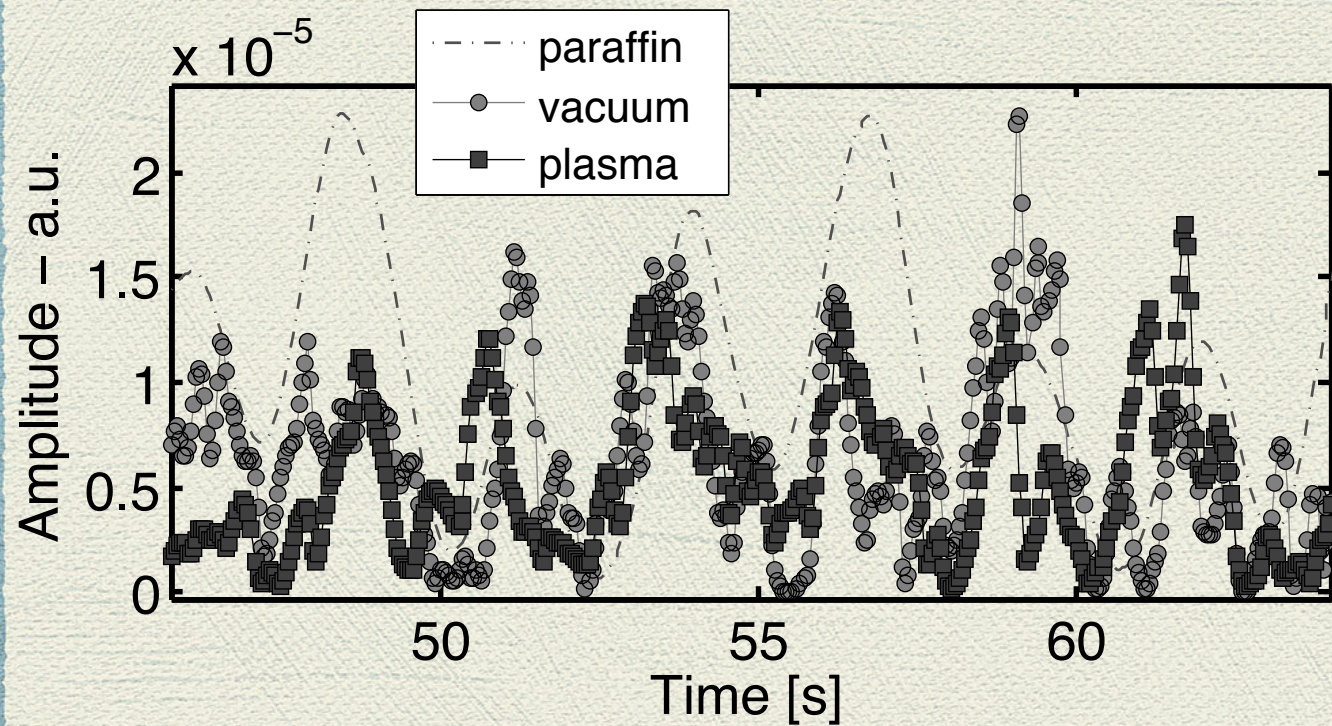 x 10⁻⁵
paraffin
vacuum
plasma
Amplitude – a.u.
2
1.5
1
0.5
0
50 55 60
Time [s]